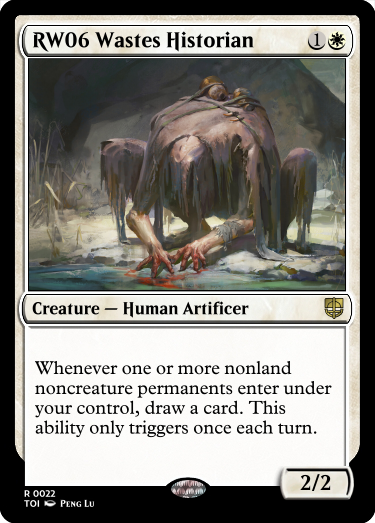 RW06 Wastes Historian 1
Creature — Human Artificer
Whenever one or more nonland
noncreature permanents enter under
your control, draw a card. This
ability only triggers once each turn.
2/2
R 0022
TOI Peng Lu